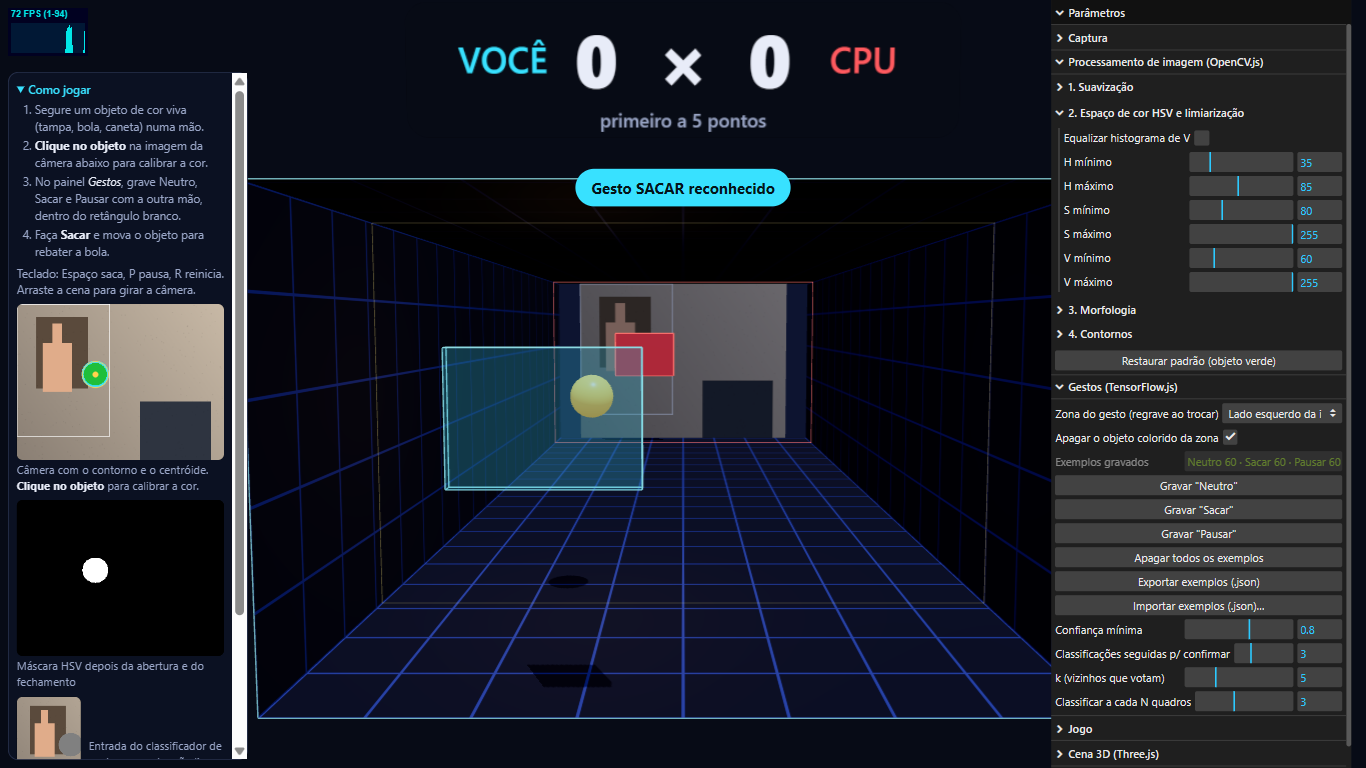 72 FPS (1-94)
Como jogar
1. Segure um objeto de cor viva
(tampa, bola, caneta) numa mão.
2. Clique no objeto na imagem da
câmera abaixo para calibrar a cor.
3. No painel Gestos, grave Neutro,
Sacar e Pausar com a outra mão,
dentro do retângulo branco.
4. Faça Sacar e mova o objeto para
rebater a bola.
Teclado: Espaço saca, P pausa, R reinicia.
Arraste a cena para girar a câmera.
Câmera com o contorno e o centróide.
Clique no objeto para calibrar a cor.
Máscara HSV depois da abertura e do
fechamento
Entrada do classificador de
VOCÊ 0 × 0 CPU
primeiro a 5 pontos
Gesto SACAR reconhecido
Parâmetros
Captura
Processamento de imagem (OpenCV.js)
1. Suavização
2. Espaço de cor HSV e limiarização
Equalizar histograma de V
H mínimo 35
H máximo 85
S mínimo 80
S máximo 255
V mínimo 60
V máximo 255
3. Morfologia
4. Contornos
Restaurar padrão (objeto verde)
Gestos (TensorFlow.js)
Zona do gesto (regrave ao trocar) Lado esquerdo da i
Apagar o objeto colorido da zona
Exemplos gravados Neutro 60 · Sacar 60 · Pausar 60
Gravar "Neutro"
Gravar "Sacar"
Gravar "Pausar"
Apagar todos os exemplos
Exportar exemplos (.json)
Importar exemplos (.json)...
Confiança mínima 0.8
Classificações seguidas p/ confirmar 3
k (vizinhos que votam) 5
Classificar a cada N quadros 3
Jogo
Cena 3D (Three.js)